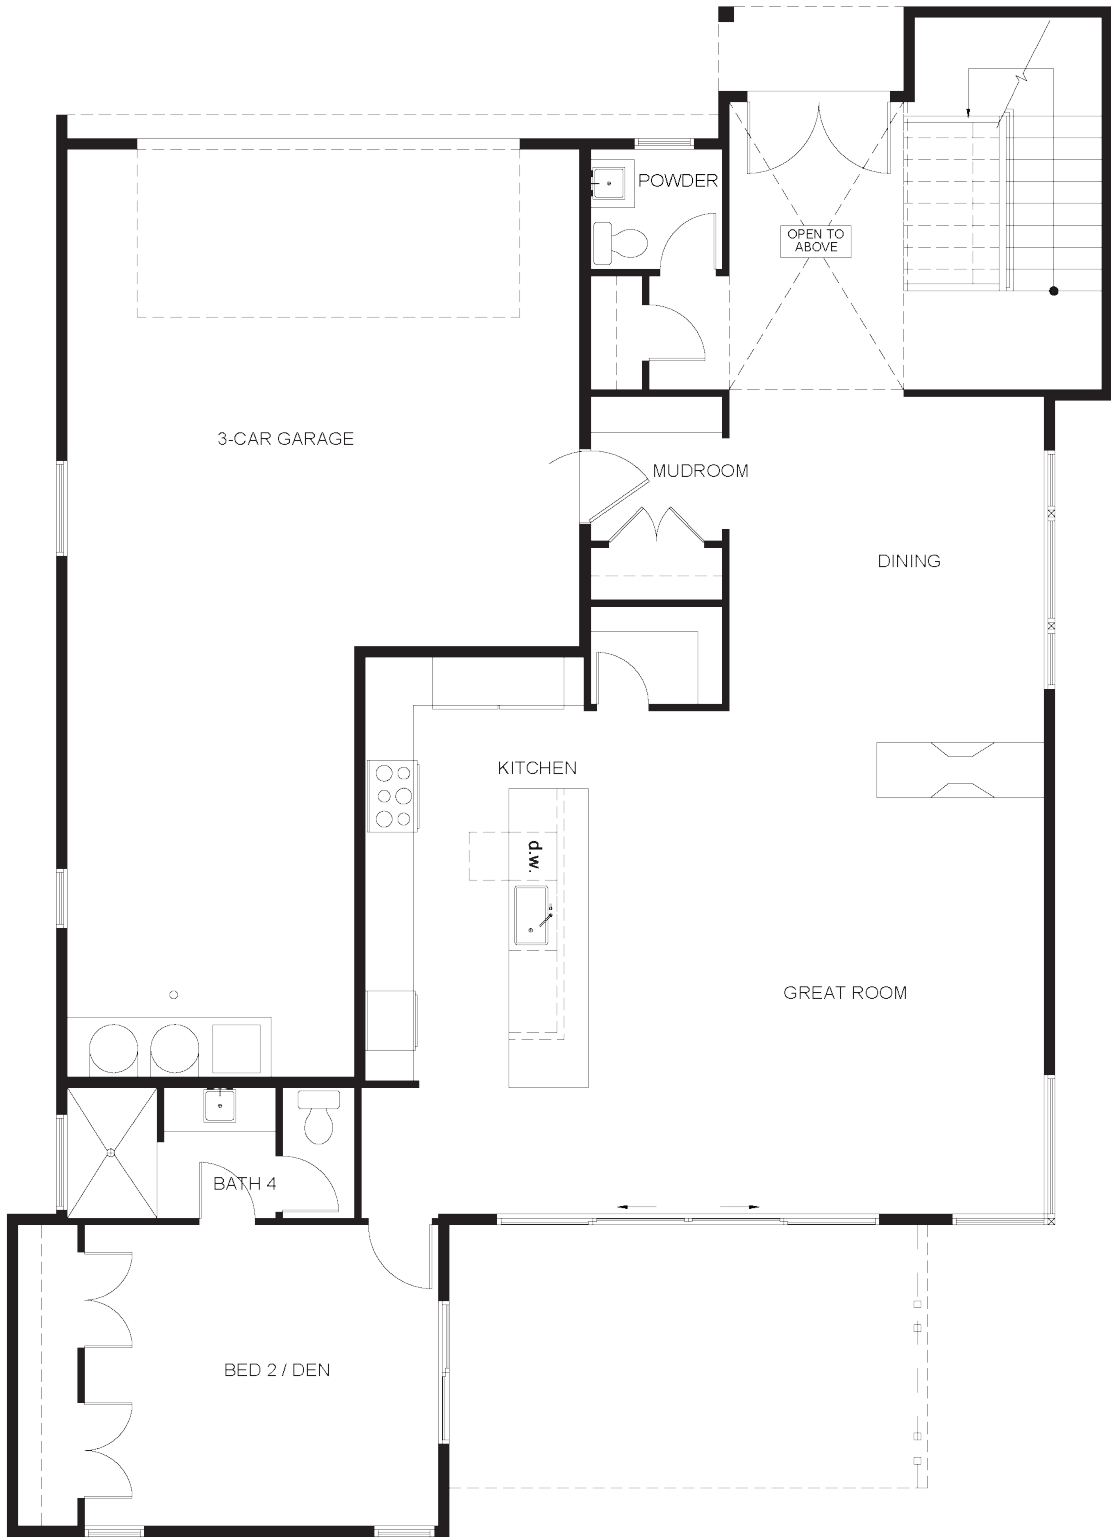 POWDER
OPEN TO
ABOVE
3-CAR GARAGE
MUDROOM
DINING
KITCHEN
d.w.
GREAT ROOM
BATH 4
BED 2 / DEN